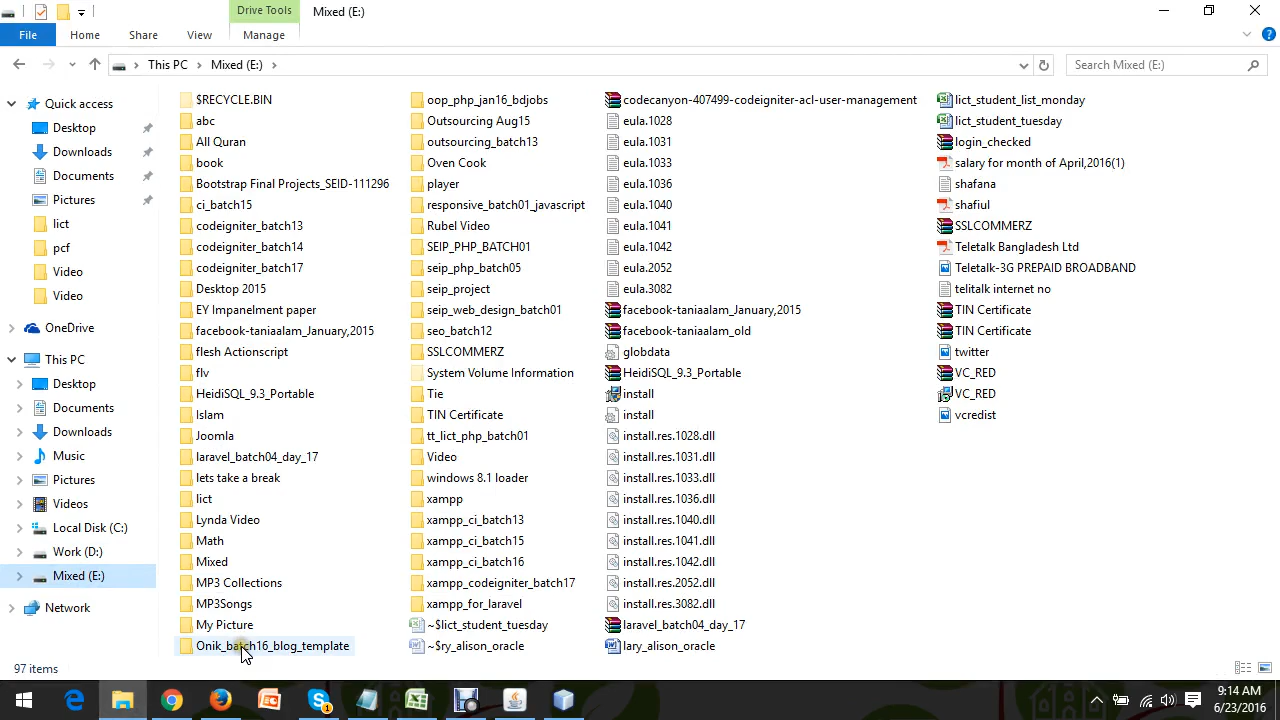 Drive Tools
Mixed (E:)
File
Home
Share
View
Manage
This PC
Mixed (E:)
Search Mixed (E:)
Quick access
Desktop
Downloads
Documents
Pictures
lict
pcf
Video
Video
OneDrive
This PC
Desktop
Documents
Downloads
Music
Pictures
Videos
Local Disk (C:)
Work (D:)
Mixed (E:)
Network
$RECYCLE.BIN
abc
All Quran
book
Bootstrap Final Projects_SEID-111296
ci_batch15
codeigniter_batch13
codeigniter_batch14
codeigniter_batch17
Desktop 2015
EY Impanelment paper
facebook-taniaalam_January,2015
flesh Actionscript
flv
HeidiSQL_9.3_Portable
Islam
Joomla
laravel_batch04_day_17
lets take a break
lict
Lynda Video
Math
Mixed
MP3 Collections
MP3Songs
My Picture
Onik_batch16_blog_template
oop_php_jan16_bdjobs
Outsourcing Aug15
outsourcing_batch13
Oven Cook
player
responsive_batch01_javascript
Rubel Video
SEIP_PHP_BATCH01
seip_php_batch05
seip_project
seip_web_design_batch01
seo_batch12
SSLCOMMERZ
System Volume Information
Tie
TIN Certificate
tt_lict_php_batch01
Video
windows 8.1 loader
xampp
xampp_ci_batch13
xampp_ci_batch15
xampp_ci_batch16
xampp_codeigniter_batch17
xampp_for_laravel
~$lict_student_tuesday
~$ry_alison_oracle
codecanyon-407499-codeigniter-acl-user-management
eula.1028
eula.1031
eula.1033
eula.1036
eula.1040
eula.1041
eula.1042
eula.2052
eula.3082
facebook-taniaalam_January,2015
facebook-taniaalam_old
globdata
HeidiSQL_9.3_Portable
install
install
install.res.1028.dll
install.res.1031.dll
install.res.1033.dll
install.res.1036.dll
install.res.1040.dll
install.res.1041.dll
install.res.1042.dll
install.res.2052.dll
install.res.3082.dll
laravel_batch04_day_17
lary_alison_oracle
lict_student_list_monday
lict_student_tuesday
login_checked
salary for month of April,2016(1)
shafana
shafiul
SSLCOMMERZ
Teletalk Bangladesh Ltd
Teletalk-3G PREPAID BROADBAND
telitalk internet no
TIN Certificate
TIN Certificate
twitter
VC_RED
VC_RED
vcredist
97 items
9:14 AM
6/23/2016